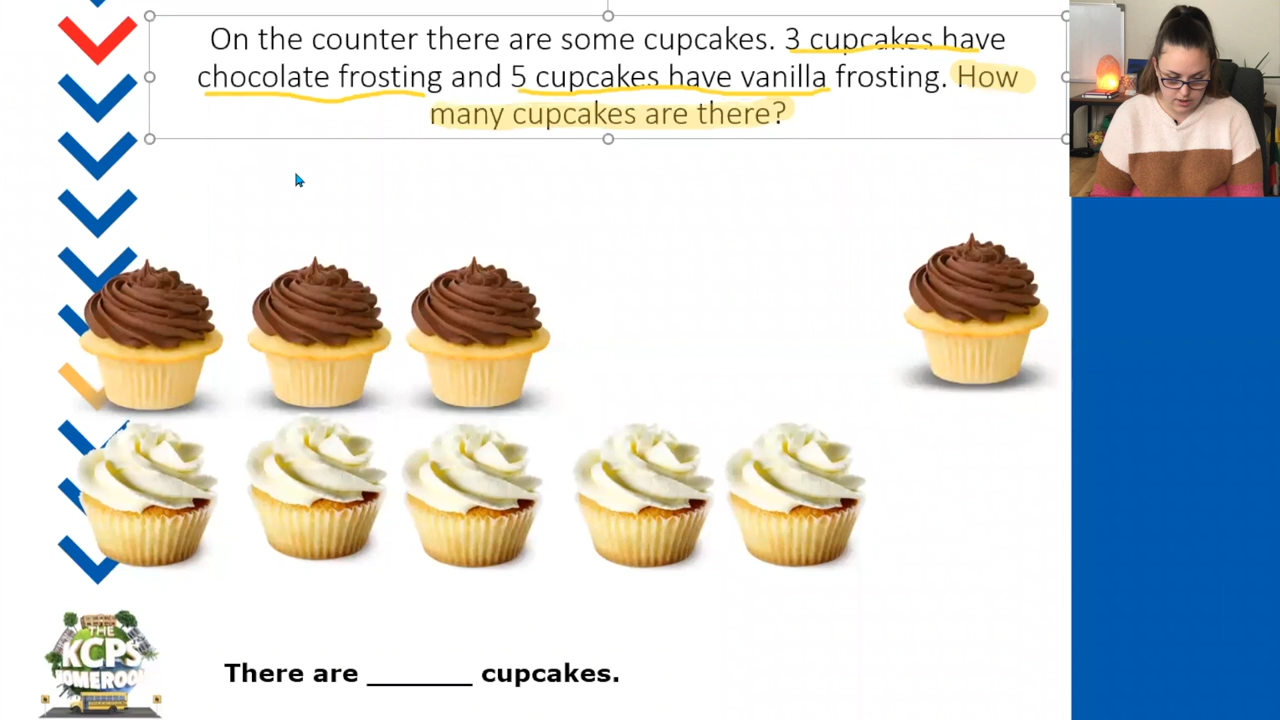 On the counter there are some cupcakes. 3 cupcakes have
chocolate frosting and 5 cupcakes have vanilla frosting. How
many cupcakes are there?
THE
KCPS
HOMEROOM
There are _______ cupcakes.